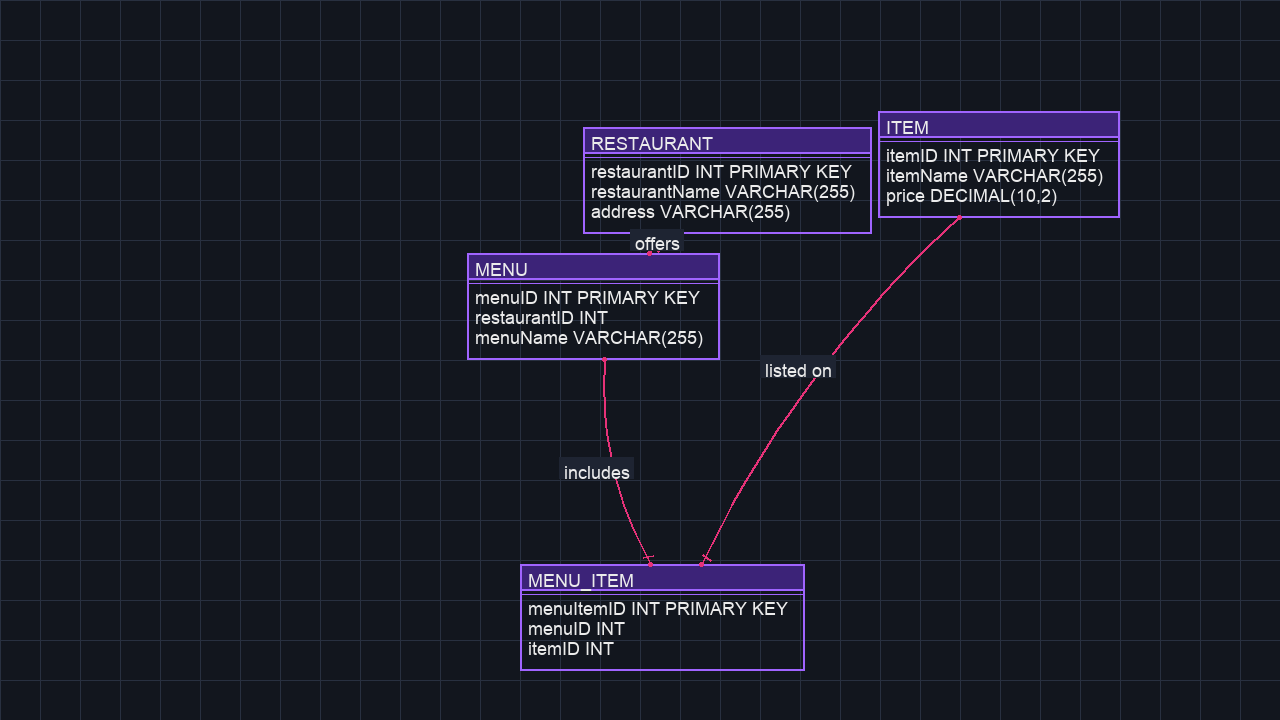 RESTAURANT
restaurantID INT PRIMARY KEY
restaurantName VARCHAR(255)
address VARCHAR(255)
ITEM
itemID INT PRIMARY KEY
itemName VARCHAR(255)
price DECIMAL(10,2)
offers
MENU
menuID INT PRIMARY KEY
restaurantID INT
menuName VARCHAR(255)
listed on
includes
MENU_ITEM
menuItemID INT PRIMARY KEY
menuID INT
itemID INT